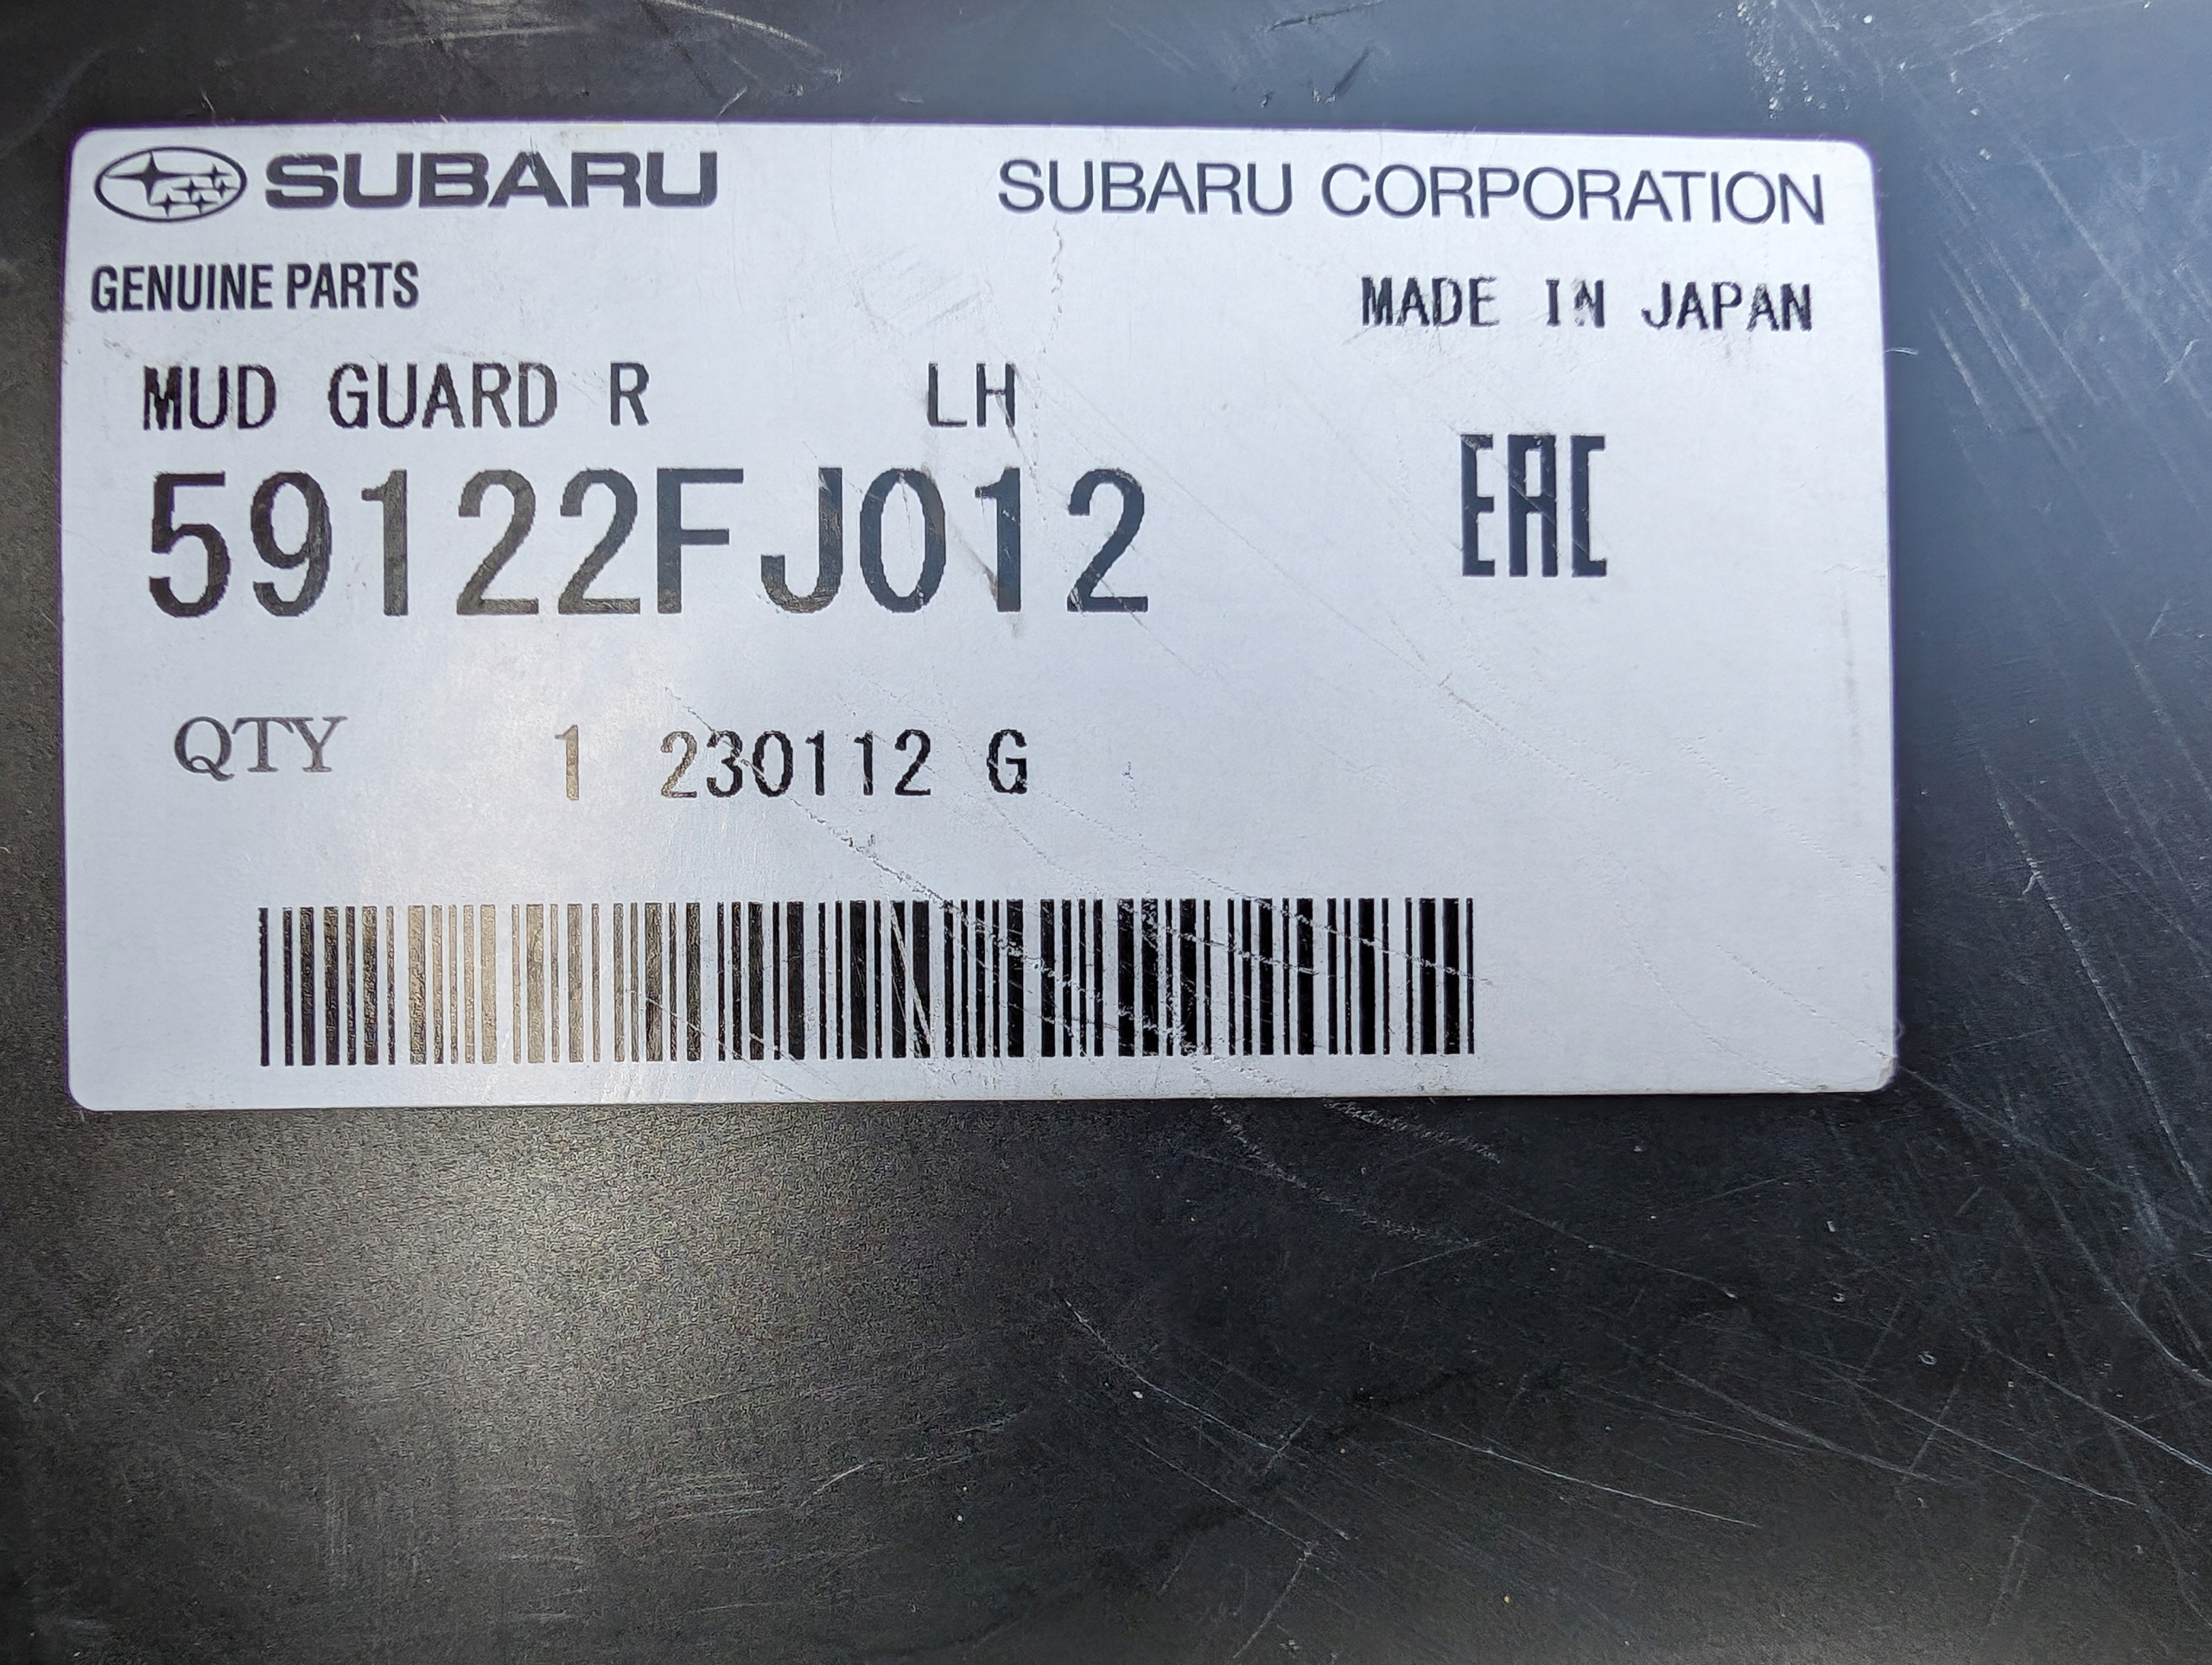 SUBARU SUBARU CORPORATION
GENUINE PARTS MADE IN JAPAN
MUD GUARD R LH
59122FJ012 EAC
QTY 1 230112 G